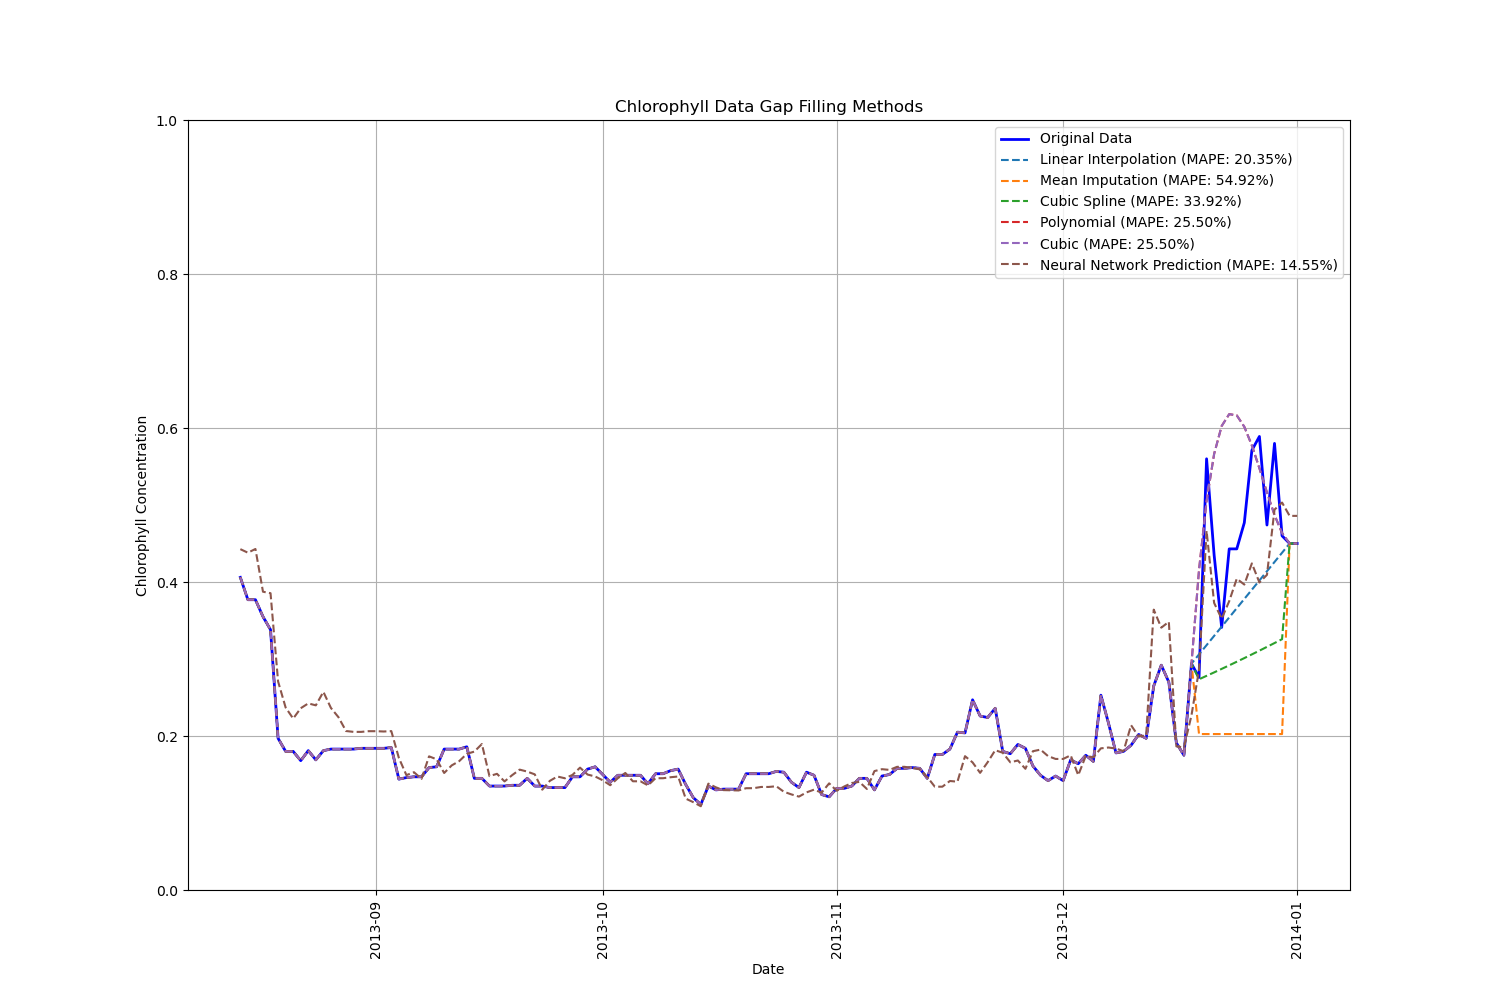 Chlorophyll Data Gap Filling Methods
1.0
0.8
0.6
0.4
0.2
0.0
Chlorophyll Concentration
Original Data
Linear Interpolation (MAPE: 20.35%)
Mean Imputation (MAPE: 54.92%)
Cubic Spline (MAPE: 33.92%)
Polynomial (MAPE: 25.50%)
Cubic (MAPE: 25.50%)
Neural Network Prediction (MAPE: 14.55%)
2013-09
2013-10
2013-11
2013-12
2014-01
Date